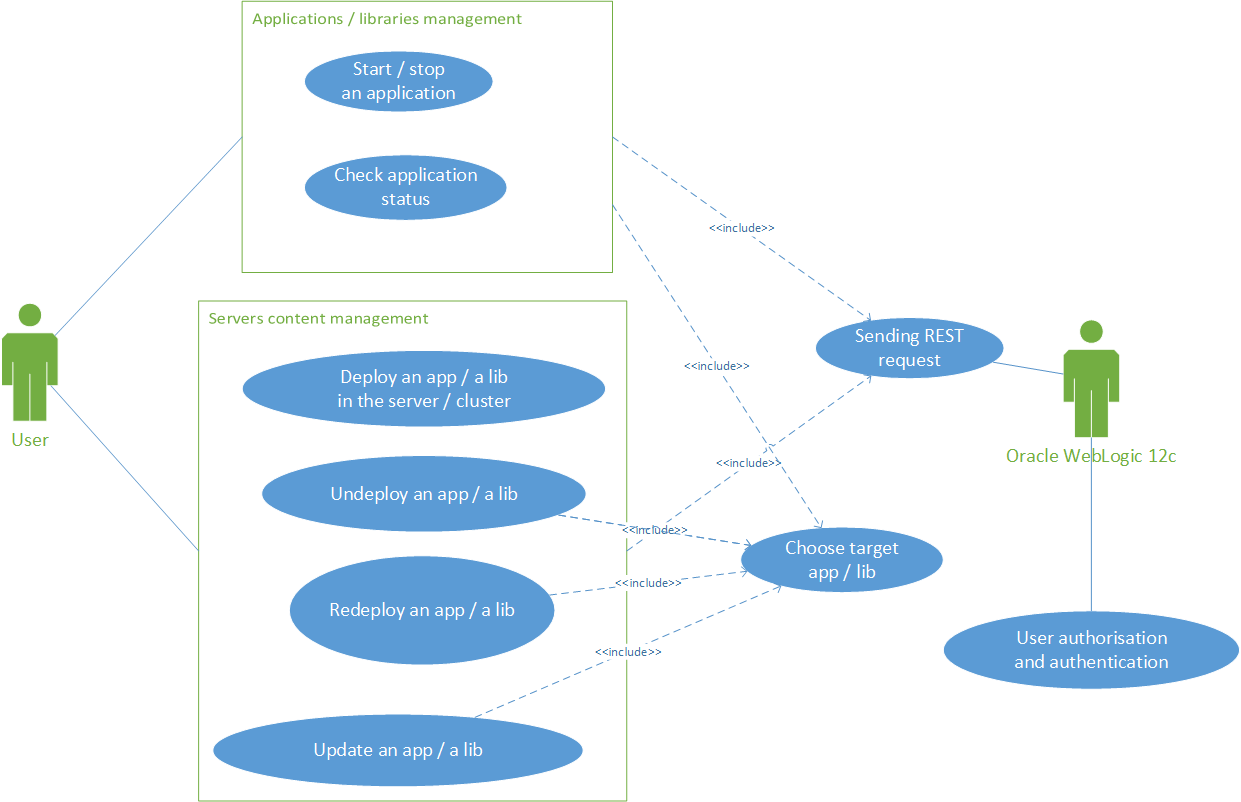 Applications / libraries management
Start / stop
an application
Check application
status
<<include>>
Servers content management
Sending REST
request
Deploy an app / a lib
in the server / cluster
<<include>>
User
Oracle WebLogic 12c
<<include>>
Undeploy an app / a lib
<<include>>
Choose target
app / lib
<<include>>
Redeploy an app / a lib
<<include>>
User authorisation
and authentication
Update an app / a lib